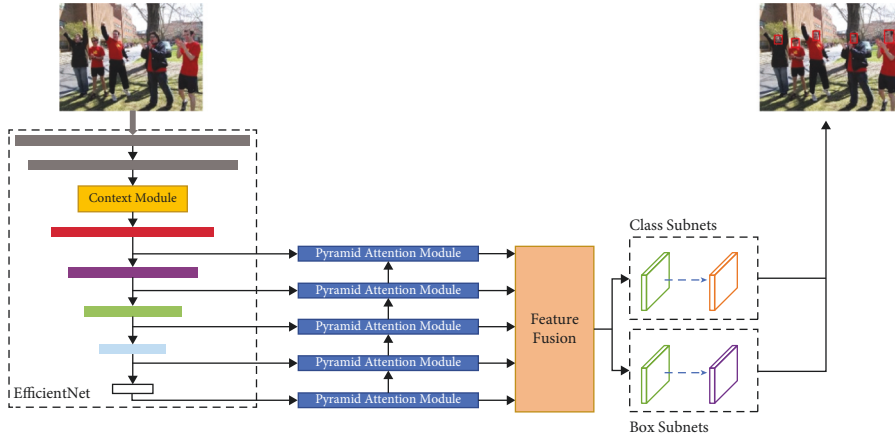 Context Module
Pyramid Attention Module
Pyramid Attention Module
Pyramid Attention Module
Pyramid Attention Module
Pyramid Attention Module
EfficientNet
Feature
Fusion
Class Subnets
Box Subnets